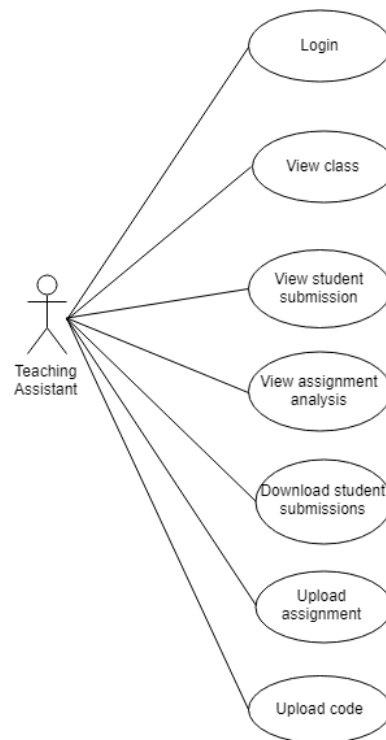 Login
View class
View student
submission
Teaching
Assistant
View assignment
analysis
Download student
submissions
Upload
assignment
Upload code